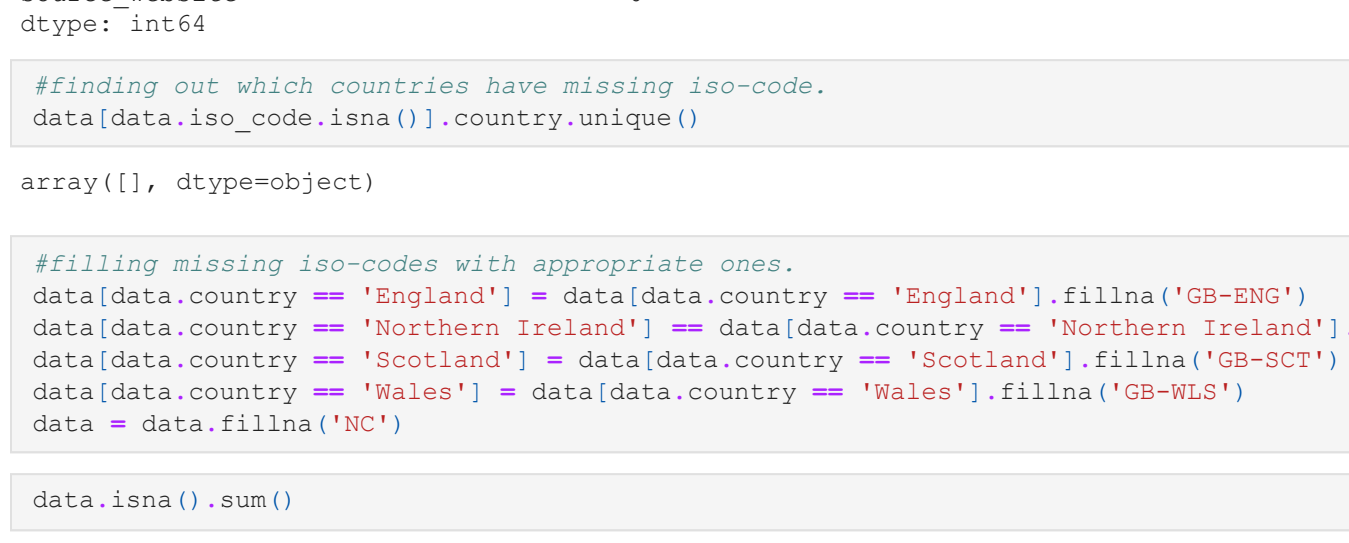 dtype: int64
#finding out which countries have missing iso-code.
data[data.iso_code.isna()].country.unique()
array([], dtype=object)
#filling missing iso-codes with appropriate ones.
data[data.country == 'England'] = data[data.country == 'England'].fillna('GB-ENG')
data[data.country == 'Northern Ireland'] == data[data.country == 'Northern Ireland'].
data[data.country == 'Scotland'] = data[data.country == 'Scotland'].fillna('GB-SCT')
data[data.country == 'Wales'] = data[data.country == 'Wales'].fillna('GB-WLS')
data = data.fillna('NC')
data.isna().sum()